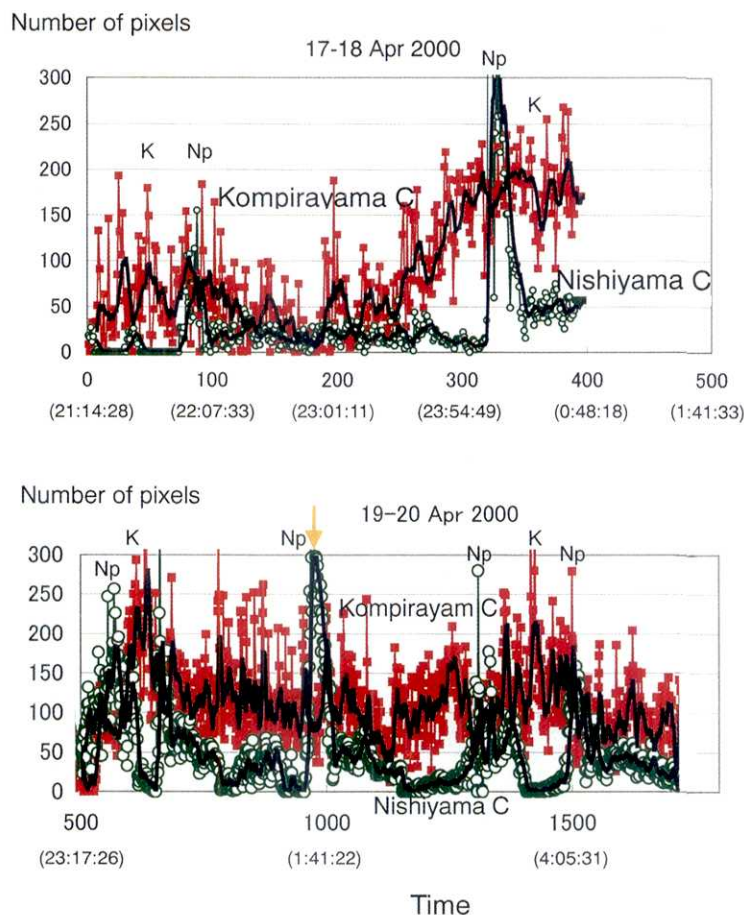 Number of pixels
17-18 Apr 2000
Np
300
K
250
K Np
200
Kompirayama C
150
100
Nishiyama C
50
0
0 100 200 300 400 500
(21:14:28) (22:07:33) (23:01:11) (23:54:49) (0:48:18) (1:41:33)
Number of pixels
19-20 Apr 2000
K Np K
300
Np Np Np
250
Kompirayam C
200
150
100
50
0
Nishiyama C
500 1000 1500
(23:17:26) (1:41:22) (4:05:31)
Time